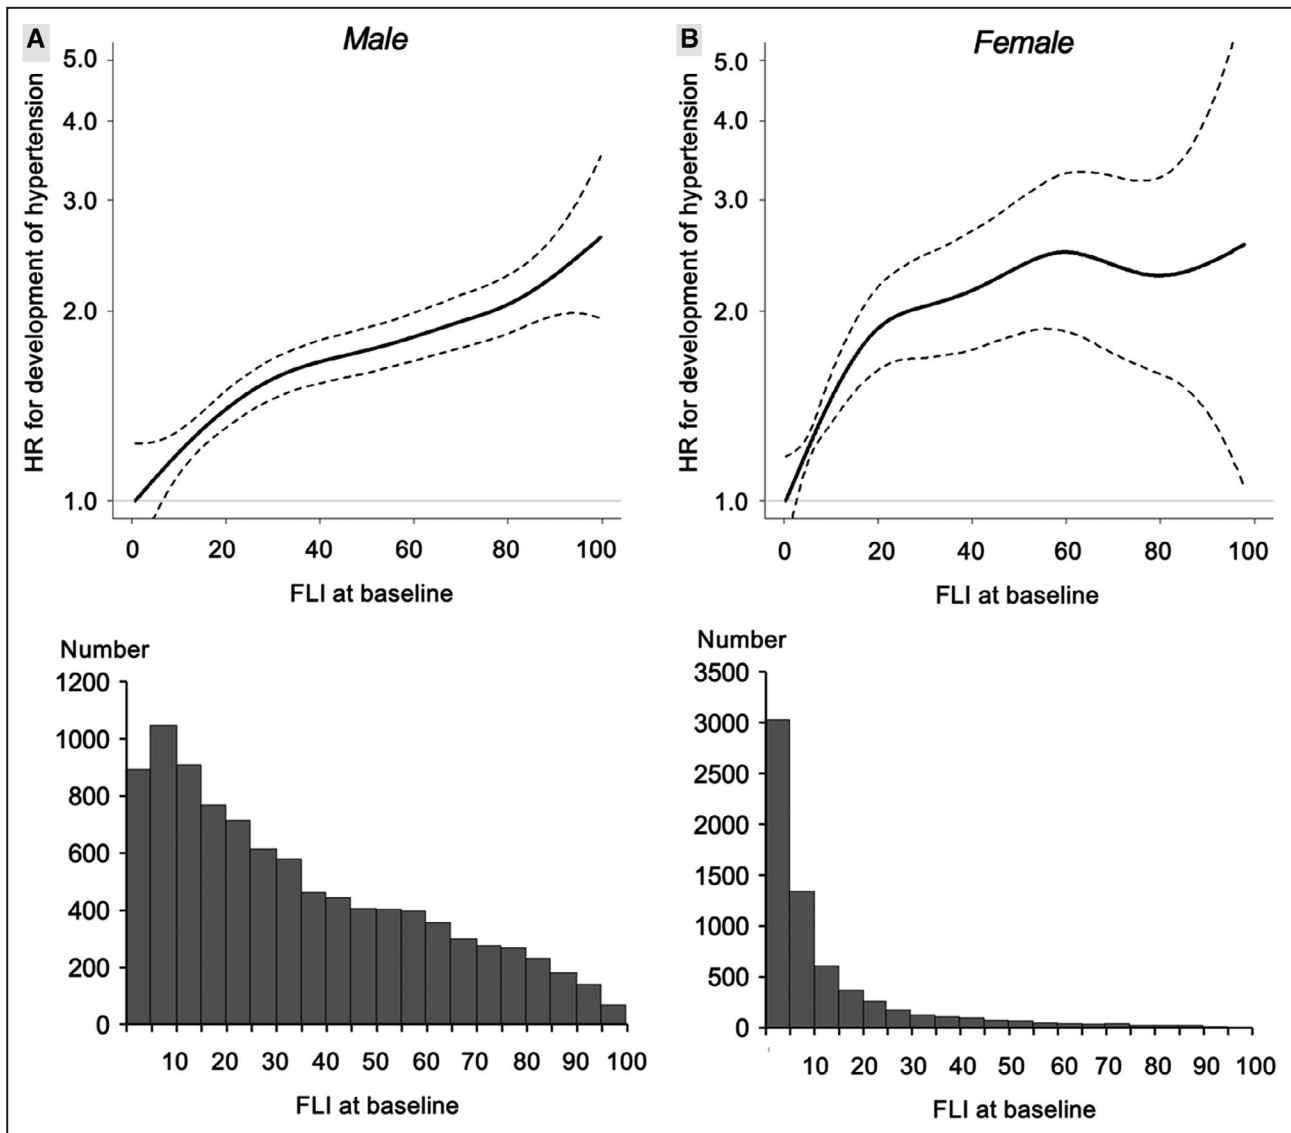 A
Male
HR for development of hypertension
5.0
4.0
3.0
2.0
1.0
0 20 40 60 80 100
FLI at baseline
B
Female
HR for development of hypertension
5.0
4.0
3.0
2.0
1.0
0 20 40 60 80 100
FLI at baseline
Number
1200
1000
800
600
400
200
0
10 20 30 40 50 60 70 80 90 100
FLI at baseline
Number
3500
3000
2500
2000
1500
1000
500
0
10 20 30 40 50 60 70 80 90 100
FLI at baseline